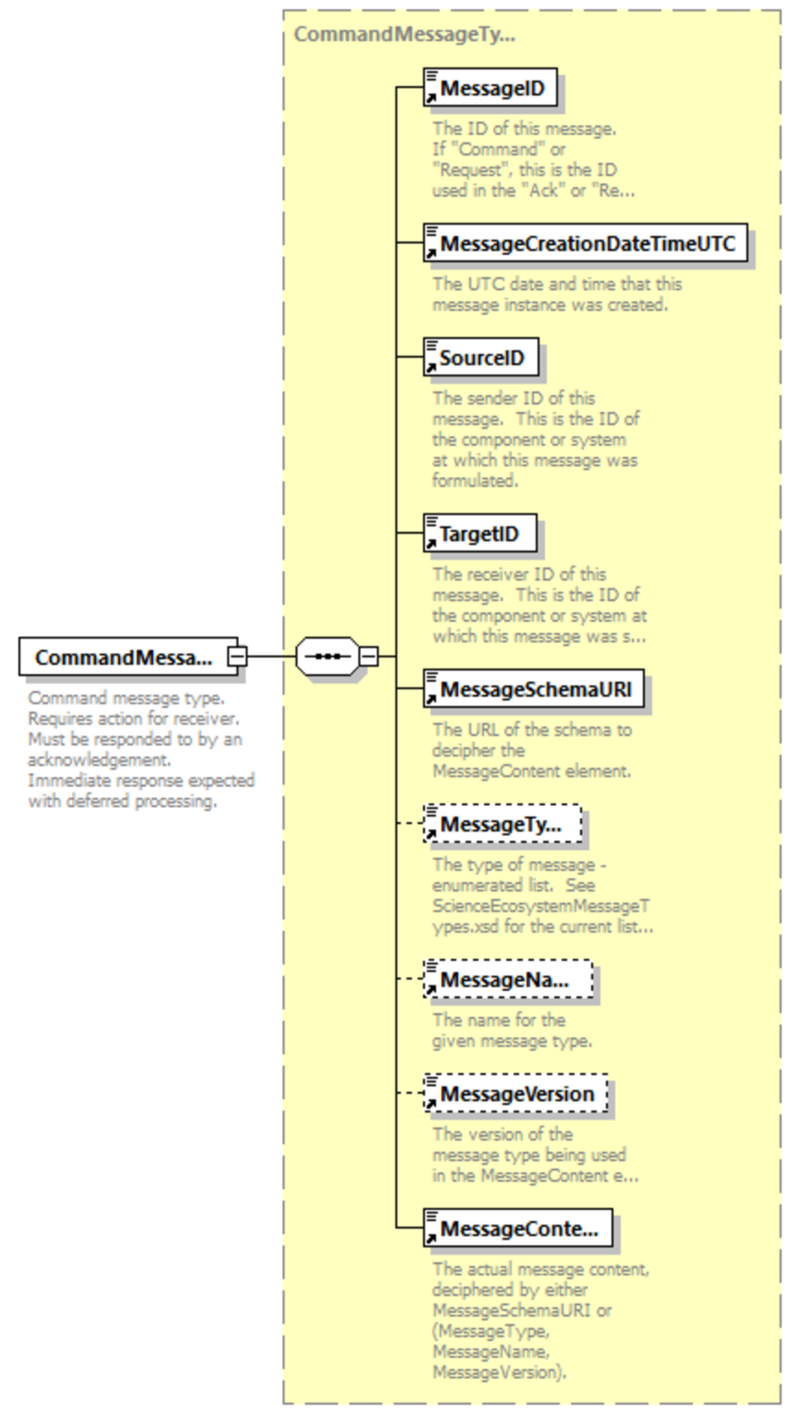 CommandMessageTy...
MessageID
The ID of this message.
If "Command" or
"Request", this is the ID
used in the "Ack" or "Re...
MessageCreationDateTimeUTC
The UTC date and time that this
message instance was created.
SourceID
The sender ID of this
message.  This is the ID of
the component or system
at which this message was
formulated.
TargetID
The receiver ID of this
message.  This is the ID of
the component or system at
which this message was s...
CommandMessa...
Command message type.
Requires action for receiver.
Must be responded to by an
acknowledgement.
Immediate response expected
with deferred processing.
MessageSchemaURI
The URL of the schema to
decipher the
MessageContent element.
MessageTy...
The type of message -
enumerated list.  See
ScienceEcosystemMessageT
ypes.xsd for the current list...
MessageNa...
The name for the
given message type.
MessageVersion
The version of the
message type being used
in the MessageContent e...
MessageConte...
The actual message content,
deciphered by either
MessageSchemaURI or
(MessageType,
MessageName,
MessageVersion).